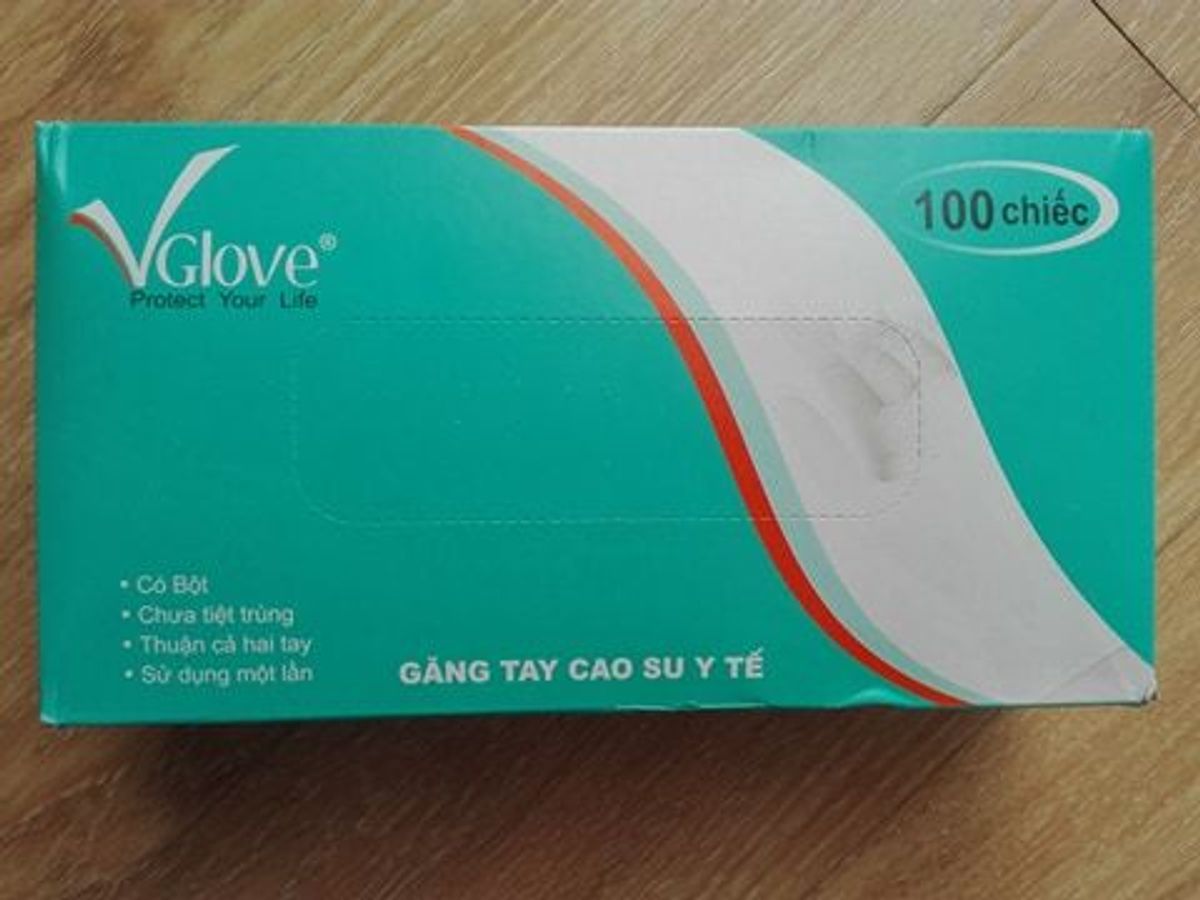 VGlove®
Protect Your Life
100 chiếc
• Có Bột
• Chưa tiệt trùng
• Thuận cả hai tay
• Sử dụng một lần
GĂNG TAY CAO SU Y TẾ